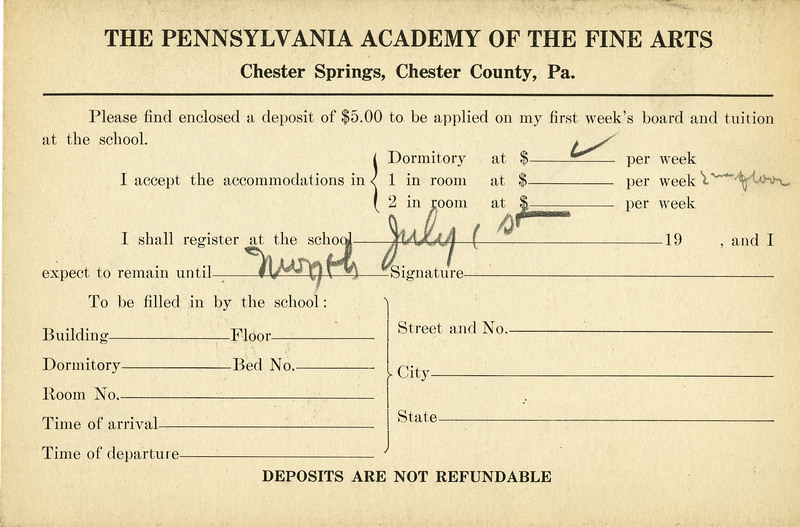 THE PENNSYLVANIA ACADEMY OF THE FINE ARTS
Chester Springs, Chester County, Pa.
Please find enclosed a deposit of $5.00 to be applied on my first week's board and tuition
at the school.
Dormitory at $ ✓ per week
I accept the accommodations in { 1 in room at $ per week 2nd floor
2 in room at $ per week
I shall register at the school July 1st 19 , and I
expect to remain until Signature
To be filled in by the school:
Building Floor
Street and No.
Dormitory Bed No.
City
Room No.
Time of arrival
State
Time of departure
DEPOSITS ARE NOT REFUNDABLE